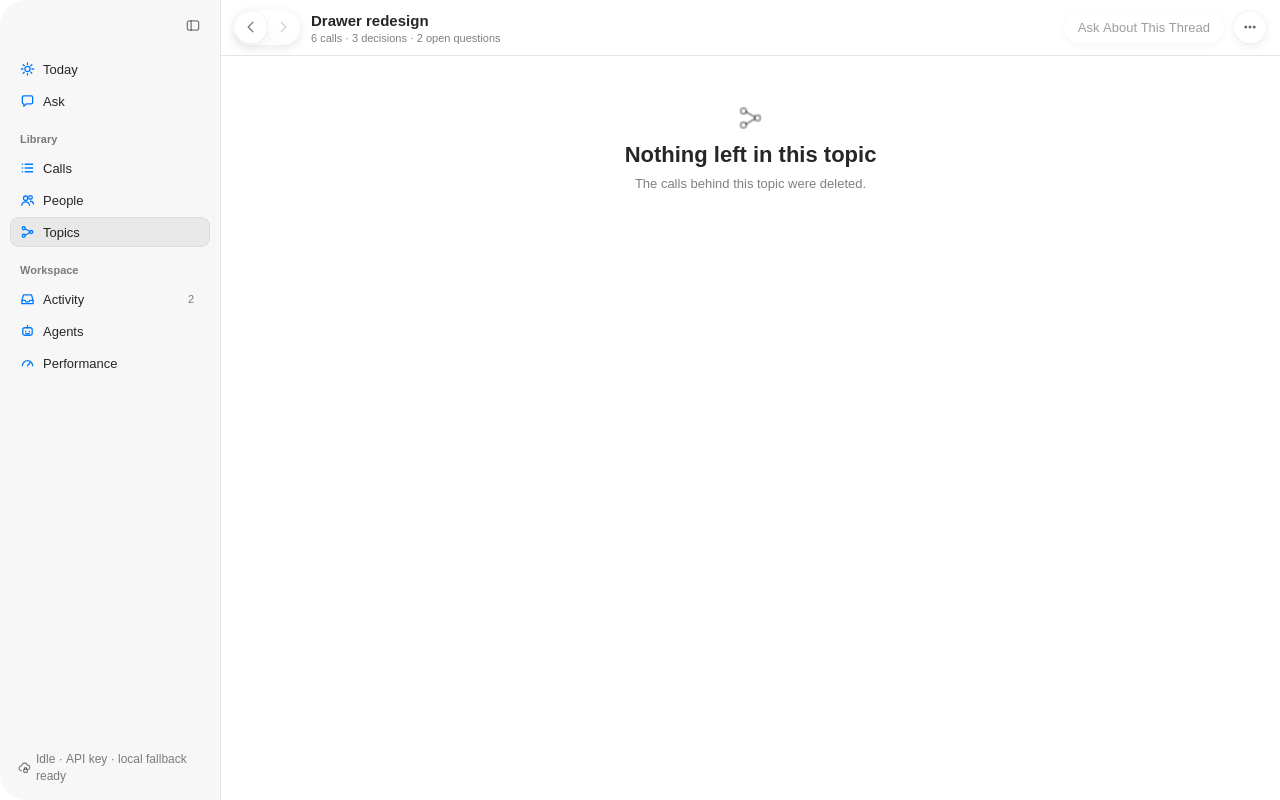 Today
Ask
Library
Calls
People
Topics
Workspace
Activity 2
Agents
Performance
Idle · API key · local fallback
ready
Drawer redesign
6 calls · 3 decisions · 2 open questions
Ask About This Thread
Nothing left in this topic
The calls behind this topic were deleted.